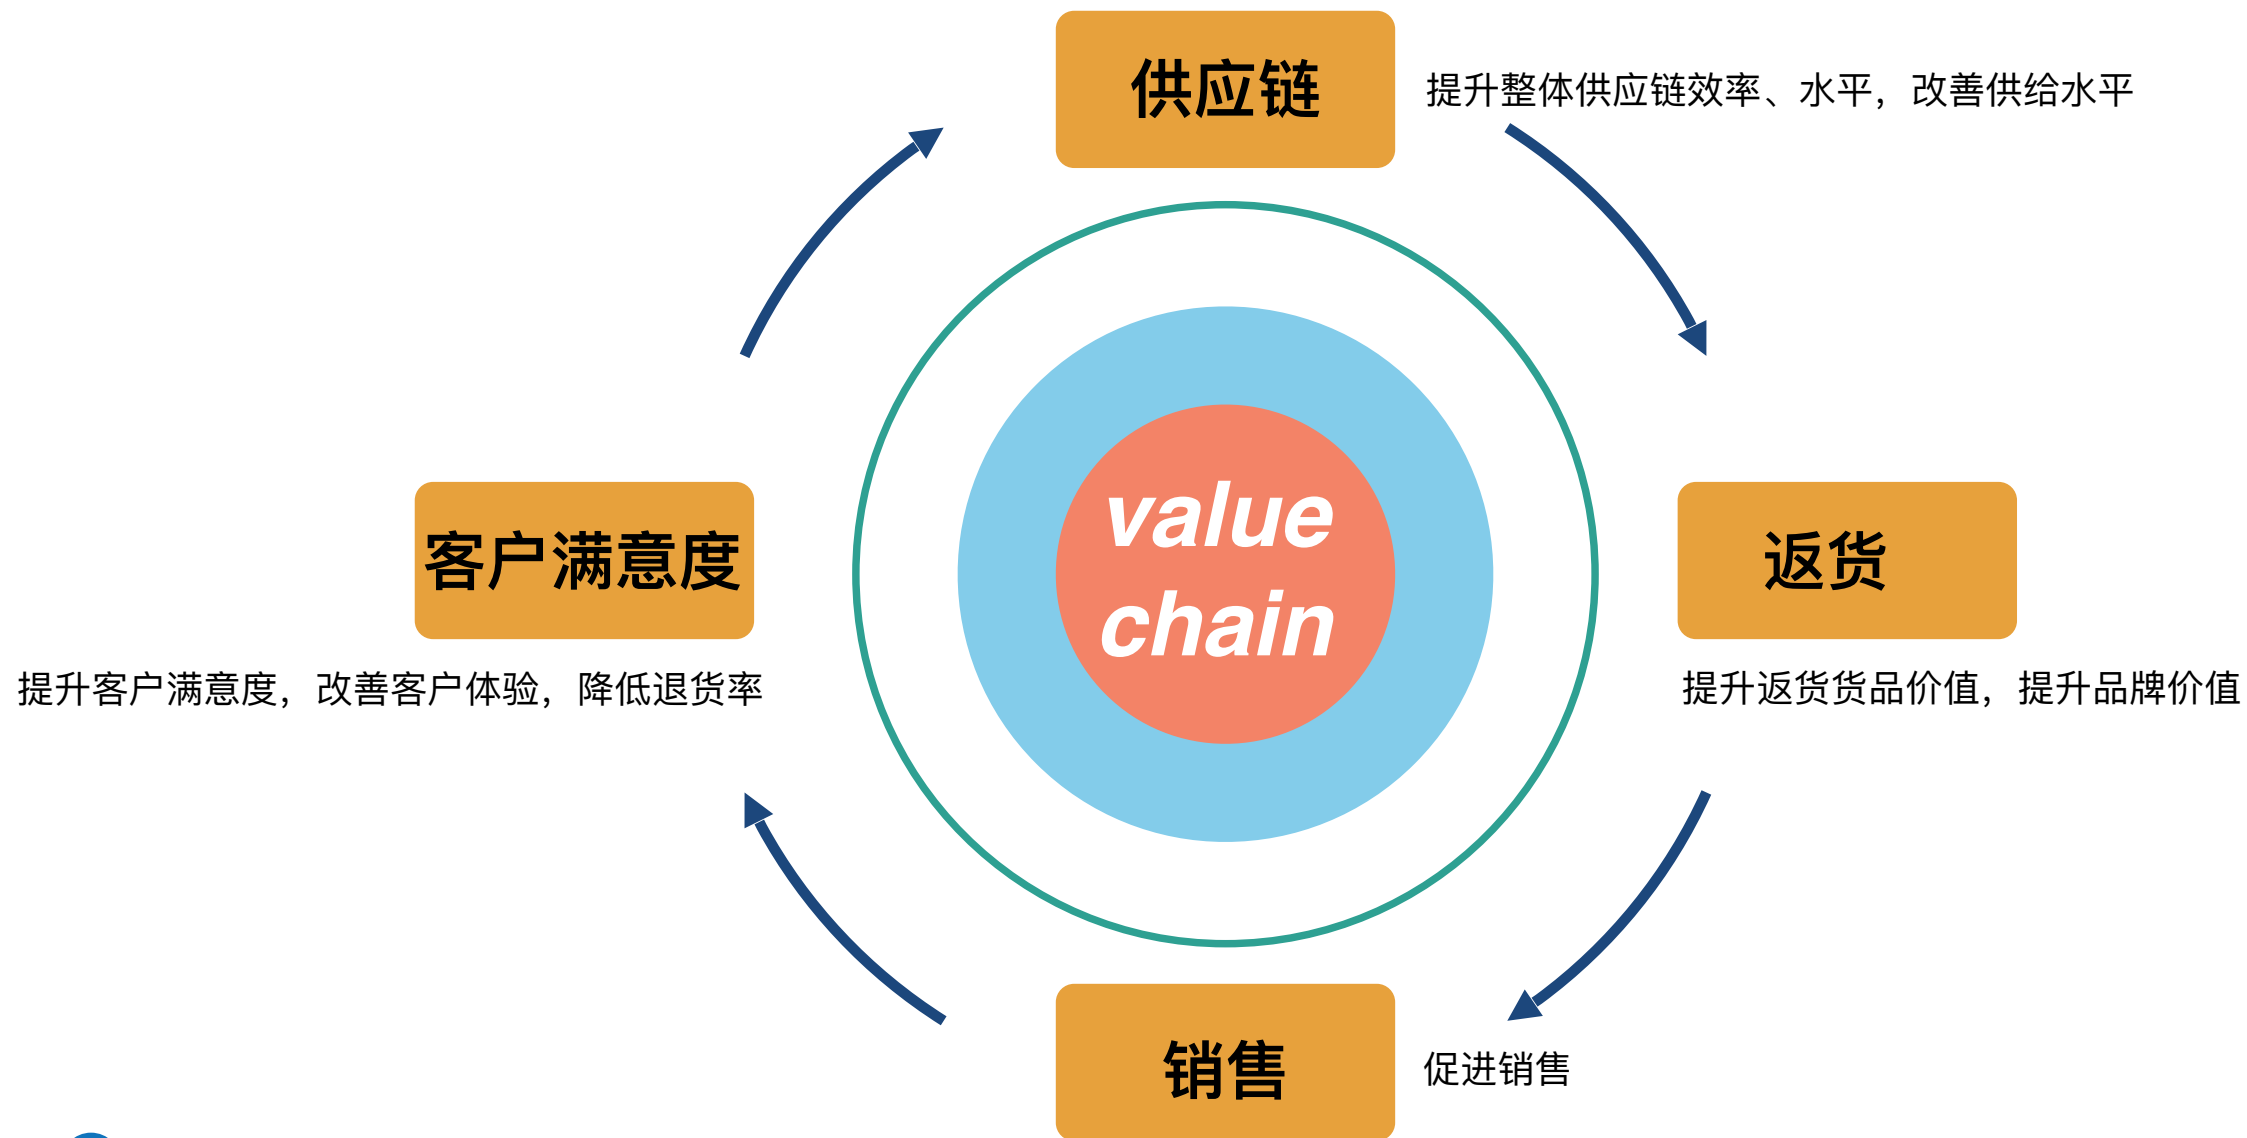 供应链
提升整体供应链效率、水平，改善供给水平
value
chain
客户满意度
返货
提升客户满意度，改善客户体验，降低退货率
提升返货货品价值，提升品牌价值
销售
促进销售